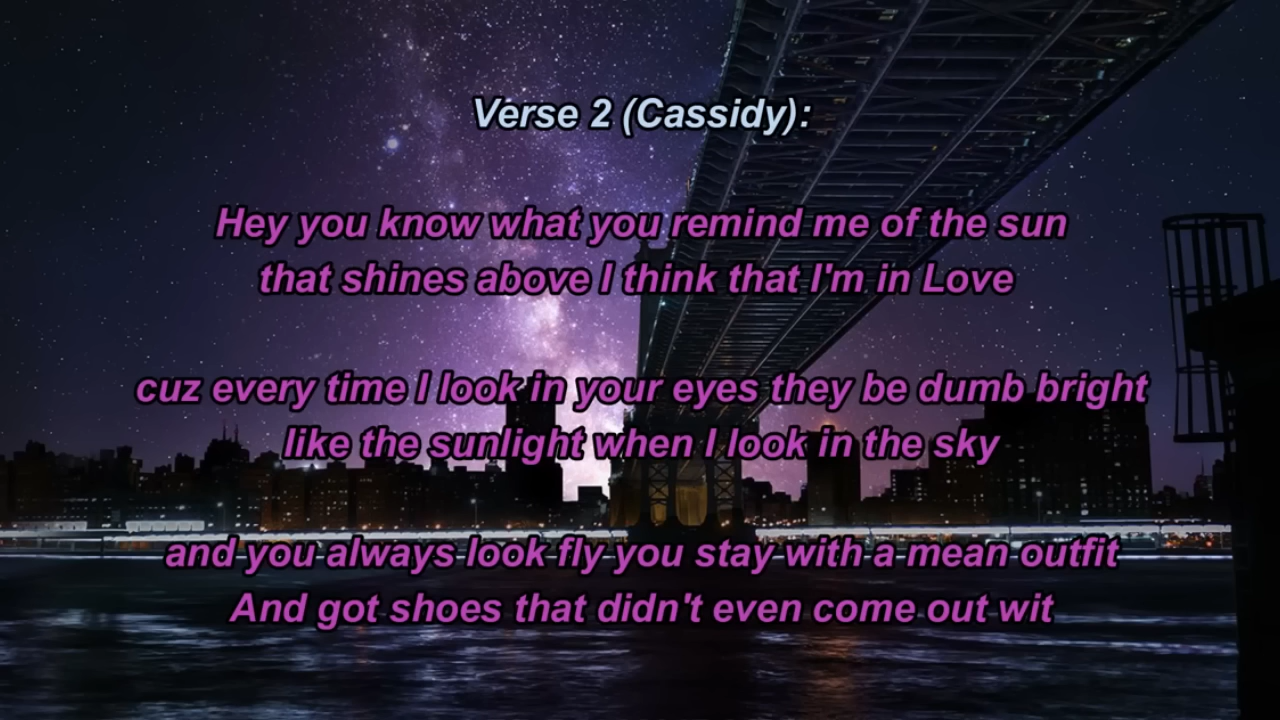 Verse 2 (Cassidy):
Hey you know what you remind me of the sun
that shines above I think that I'm in Love
cuz every time I look in your eyes they be dumb bright
like the sunlight when I look in the sky
and you always look fly you stay with a mean outfit
And got shoes that didn't even come out wit